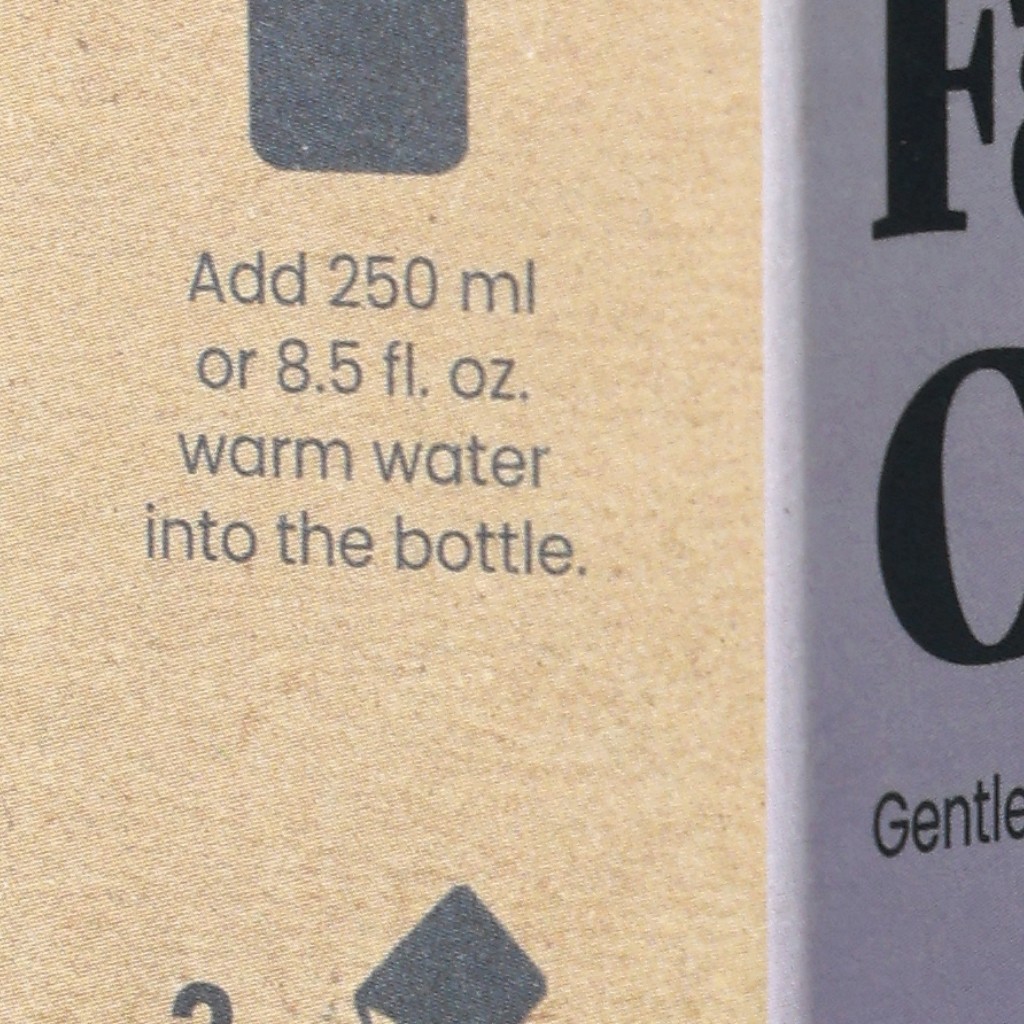 Add 250 ml
or 8.5 fl. oz.
warm water
into the bottle.
Gentle